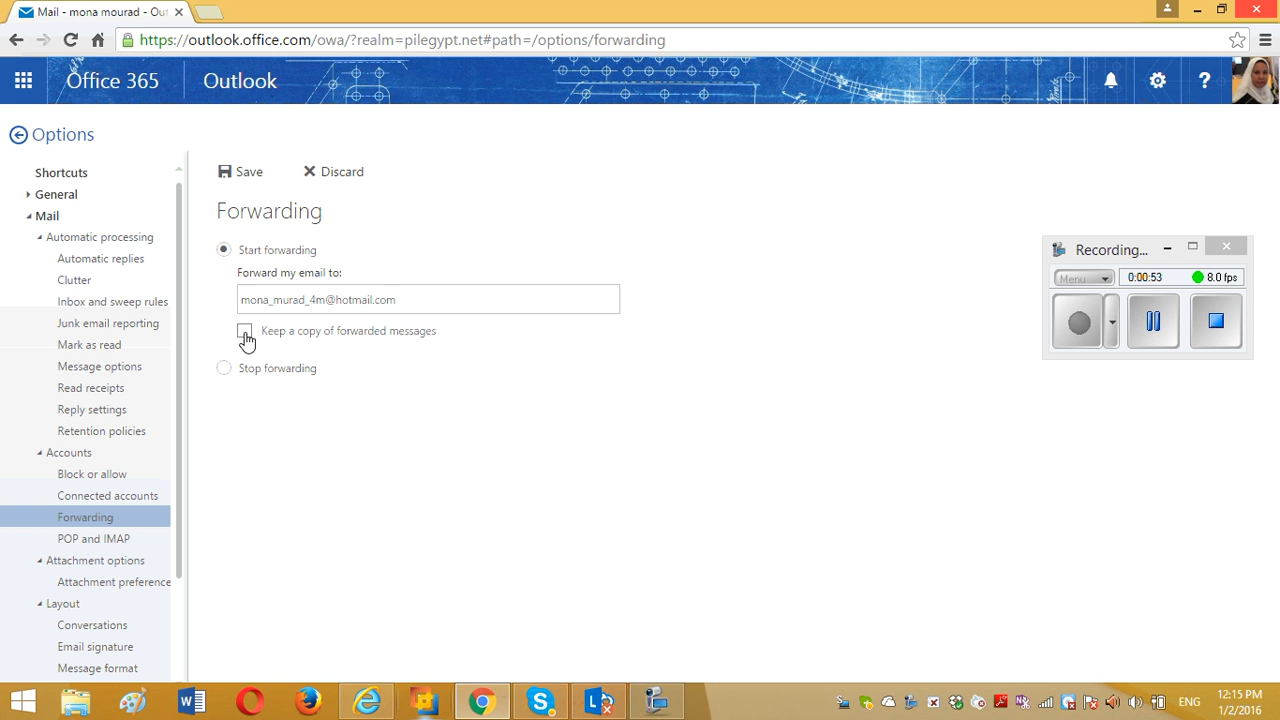 Mail - mona mourad - Out
https://outlook.office.com/owa/?realm=pilegypt.net#path=/options/forwarding
Office 365
Outlook
?
Options
Shortcuts
General
Mail
Automatic processing
Automatic replies
Clutter
Inbox and sweep rules
Junk email reporting
Mark as read
Message options
Read receipts
Reply settings
Retention policies
Accounts
Block or allow
Connected accounts
Forwarding
POP and IMAP
Attachment options
Attachment preference
Layout
Conversations
Email signature
Message format
Save
Discard
Forwarding
Start forwarding
Forward my email to:
mona_murad_4m@hotmail.com
Keep a copy of forwarded messages
Stop forwarding
Recording...
Menu
0:00:53
8.0 fps
ENG
12:15 PM
1/2/2016